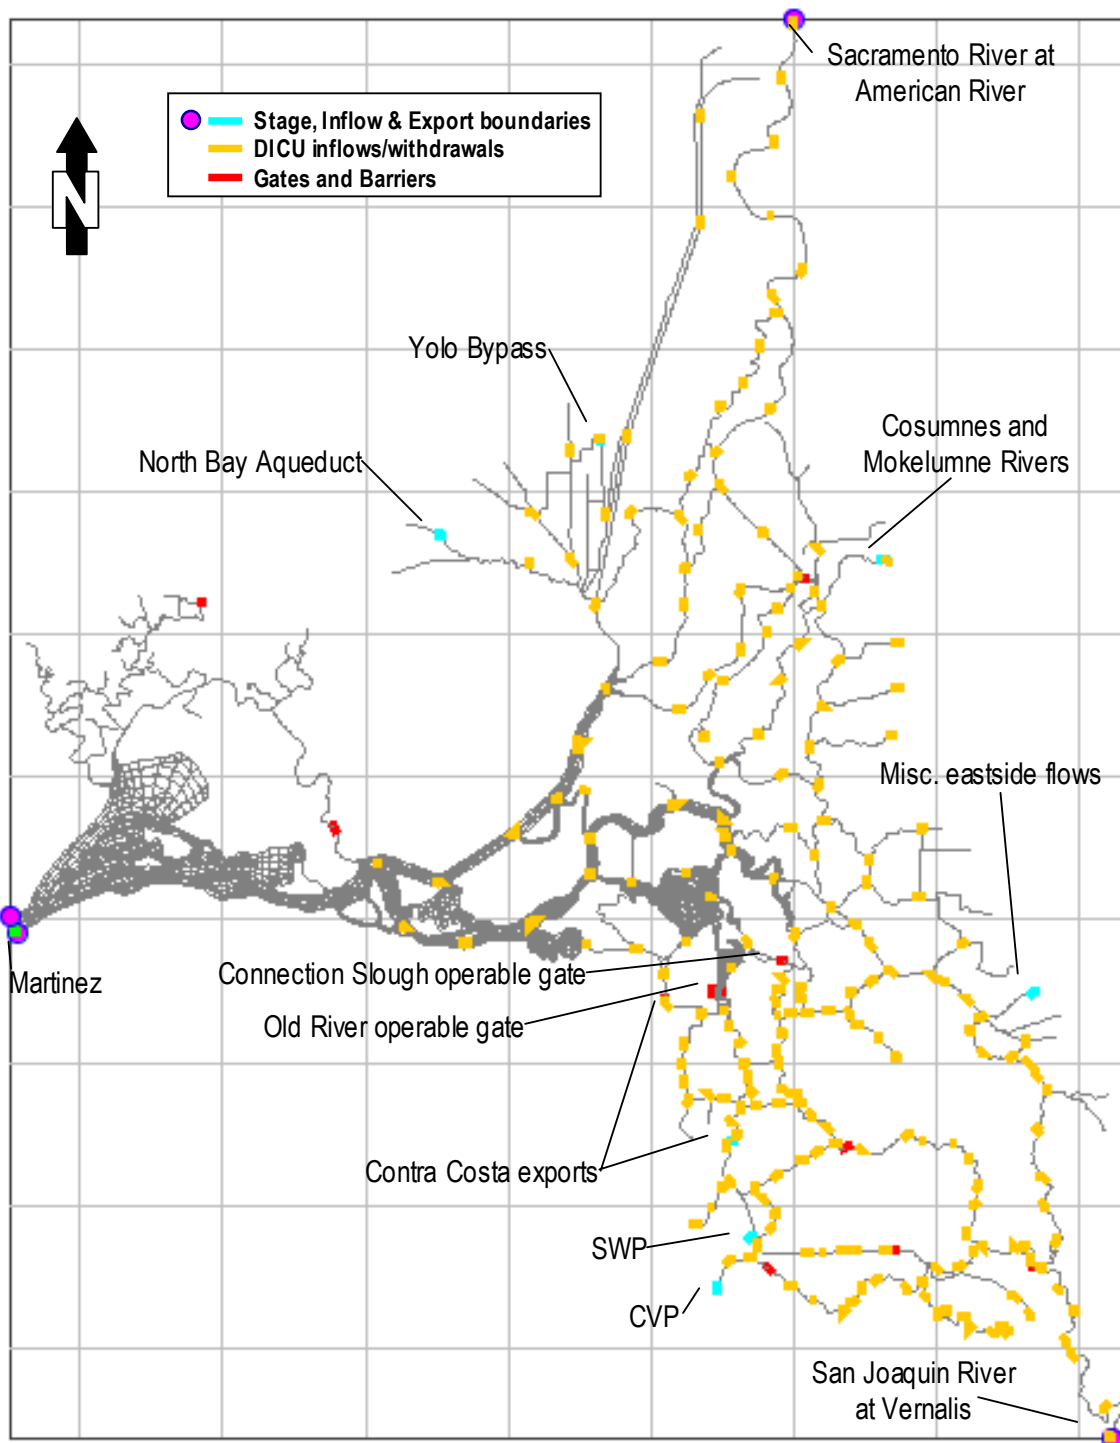 Sacramento River at
American River
Stage, Inflow & Export boundaries
DICU inflows/withdrawals
Gates and Barriers
N
Yolo Bypass
Cosumnes and
Mokelumne Rivers
North Bay Aqueduct
Misc. eastside flows
Connection Slough operable gate
Martinez
Old River operable gate
Contra Costa exports
SWP
CVP
San Joaquin River
at Vernalis